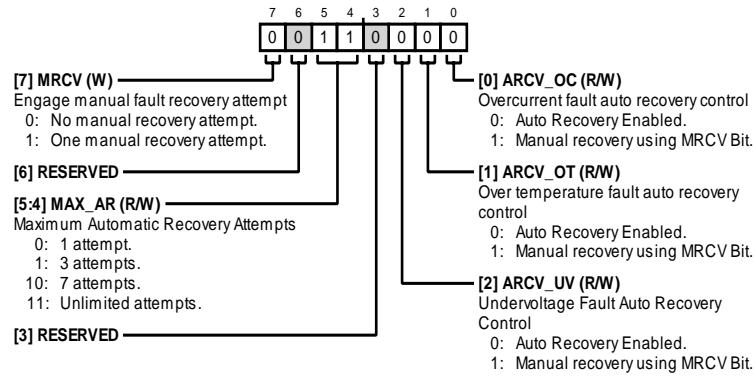 7 6 5 4 3 2 1 0
0 0 1 1 0 0 0 0
[7] MRCV (W)
Engage manual fault recovery attempt
0: No manual recovery attempt.
1: One manual recovery attempt.
[6] RESERVED
[5:4] MAX_AR (R/W)
Maximum Automatic Recovery Attempts
0: 1 attempt.
1: 3 attempts.
10: 7 attempts.
11: Unlimited attempts.
[3] RESERVED
[0] ARCV_OC (R/W)
Overcurrent fault auto recovery control
0: Auto Recovery Enabled.
1: Manual recovery using MRCV Bit.
[1] ARCV_OT (R/W)
Over temperature fault auto recovery
control
0: Auto Recovery Enabled.
1: Manual recovery using MRCV Bit.
[2] ARCV_UV (R/W)
Undervoltage Fault Auto Recovery
Control
0: Auto Recovery Enabled.
1: Manual recovery using MRCV Bit.